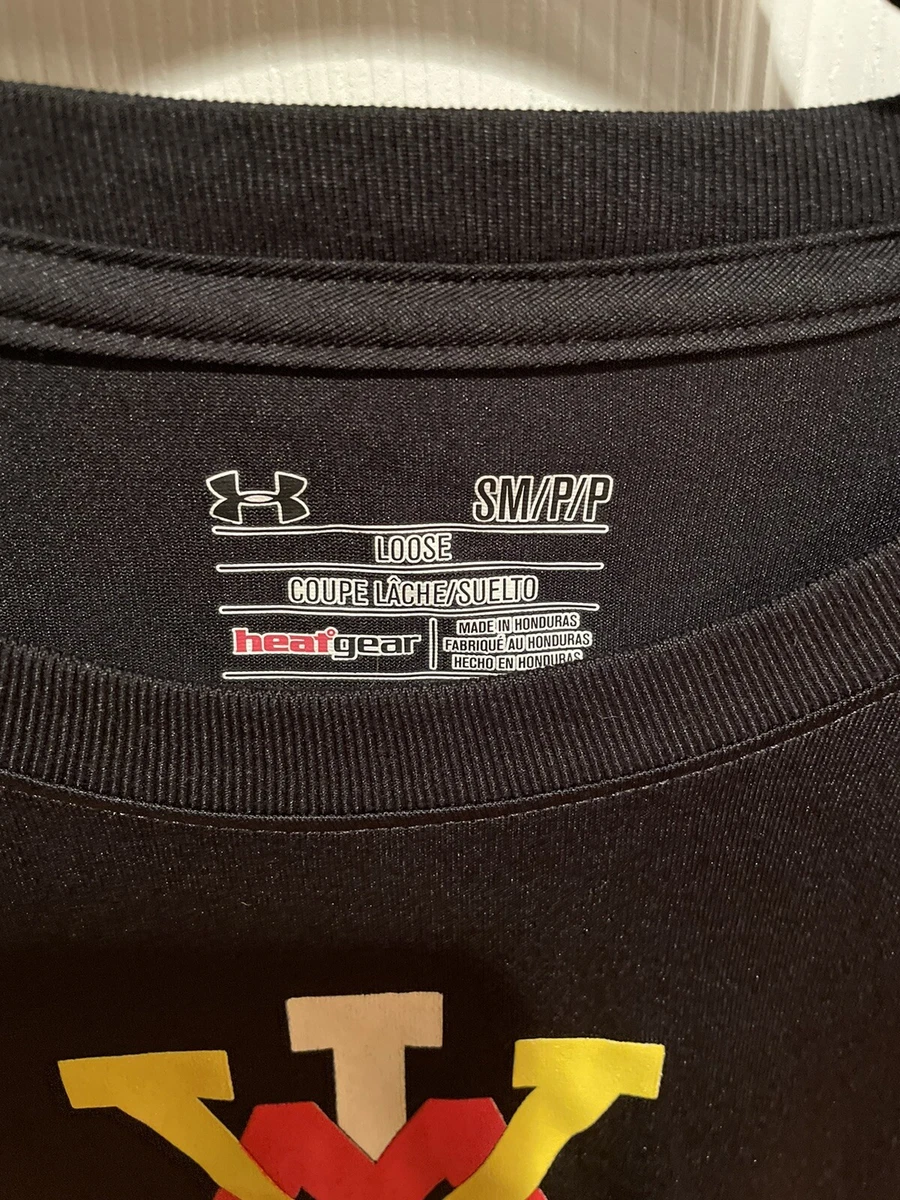 SM/P/P
LOOSE
COUPE LÂCHE/SUELTO
heatgear
MADE IN HONDURAS
FABRIQUÉ AU HONDURAS
HECHO EN HONDURAS